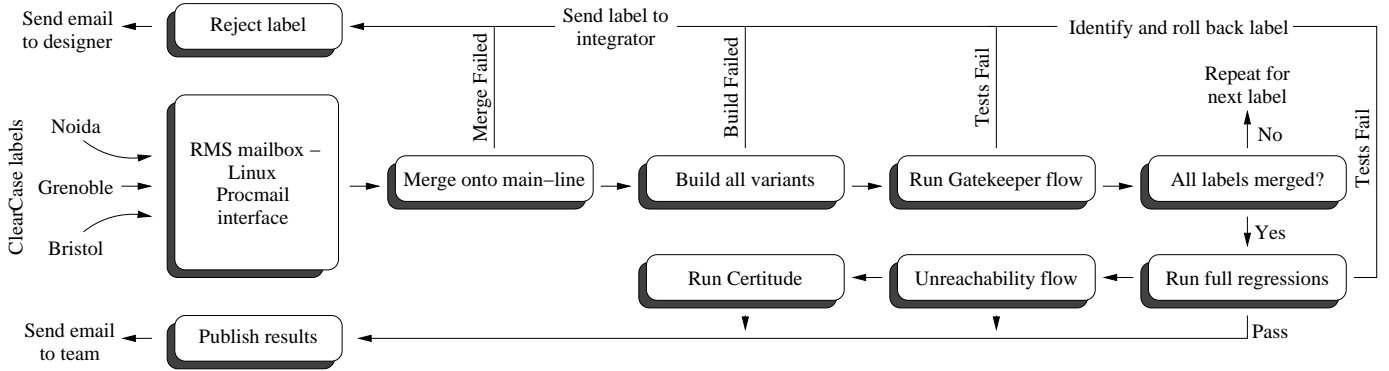 Send email
to designer
Reject label
Send label to
integrator
Identify and roll back label
Merge Failed
Build Failed
Tests Fail
Repeat for
next label
No
Tests Fail
ClearCase labels
Noida
Grenoble
Bristol
RMS mailbox –
Linux
Procmail
interface
Merge onto main–line
Build all variants
Run Gatekeeper flow
All labels merged?
Yes
Run Certitude
Unreachability flow
Run full regressions
Send email
to team
Publish results
Pass